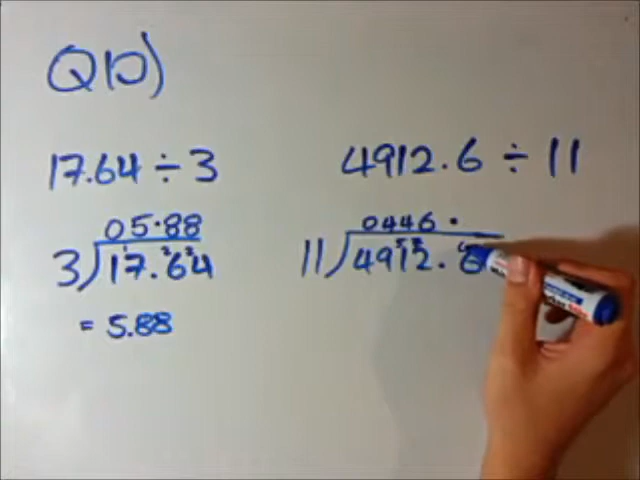 Q10)
17.64 ÷ 3
05.88
3)17.64
= 5.88
4912.6 ÷ 11
0446.
11)4912.6